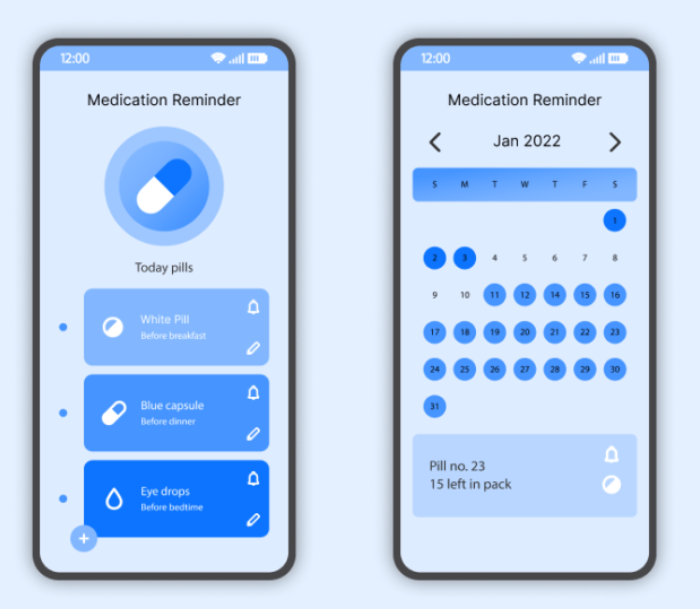 12:00
Medication Reminder
Today pills
White Pill
Before breakfast
Blue capsule
Before dinner
Eye drops
Before bedtime
12:00
Medication Reminder
Jan 2022
S M T W T F S
1
2 3 4 5 6 7 8
9 10 11 12 14 15 16
17 18 19 20 21 22 23
24 25 26 27 28 29 30
31
Pill no. 23
15 left in pack